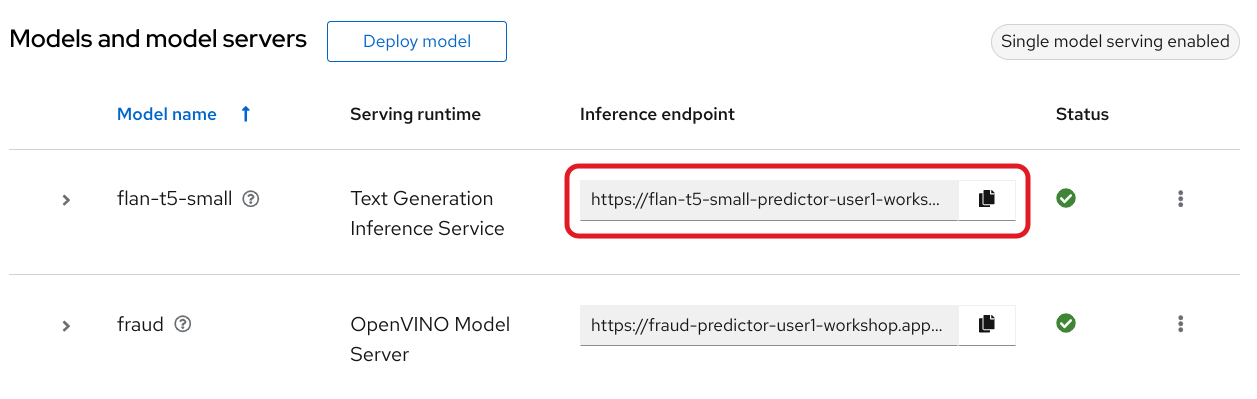 Models and model servers
Deploy model
Single model serving enabled
Model name
Serving runtime
Inference endpoint
Status
flan-t5-small
Text Generation
Inference Service
https://flan-t5-small-predictor-user1-works...
fraud
OpenVINO Model
Server
https://fraud-predictor-user1-workshop.app...